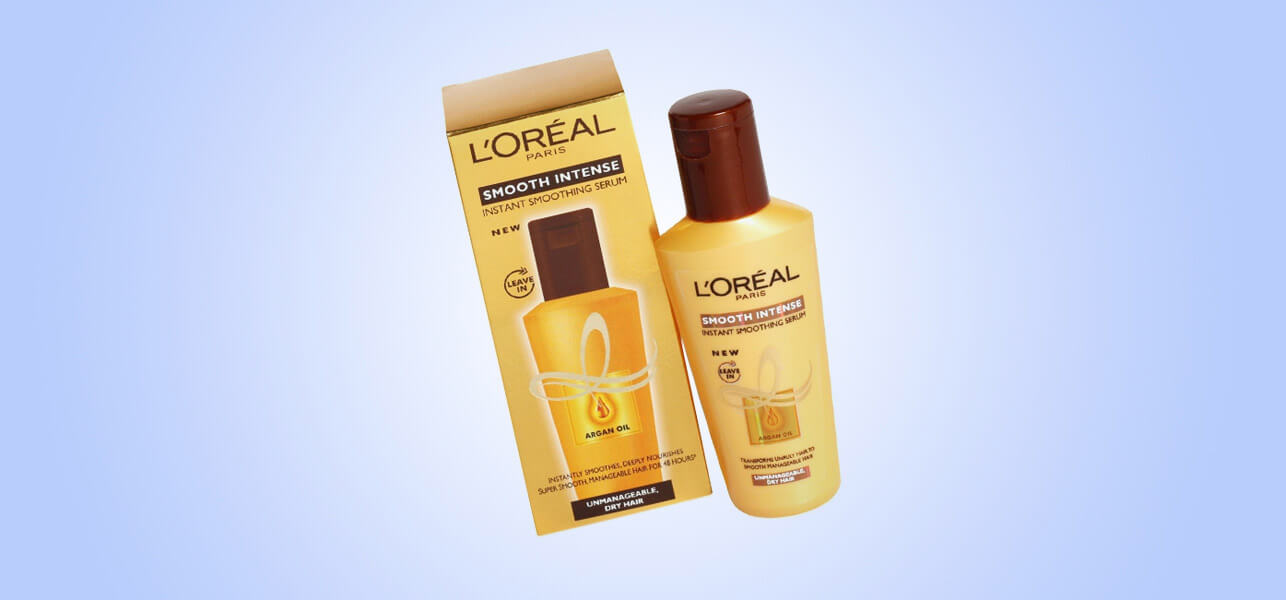 L'ORÉAL
PARIS
SMOOTH INTENSE
INSTANT SMOOTHING SERUM
NEW
LEAVE
IN
ARGAN OIL
INSTANTLY SMOOTHES, DEEPLY NOURISHES
SUPER SMOOTH, MANAGEABLE HAIR FOR 48 HOURS*
UNMANAGEABLE,
DRY HAIR
L'ORÉAL
PARIS
SMOOTH INTENSE
INSTANT SMOOTHING SERUM
NEW
LEAVE
IN
ARGAN OIL
TRANSFORMS UNRULY HAIR TO
SMOOTH MANAGEABLE HAIR
UNMANAGEABLE,
DRY HAIR